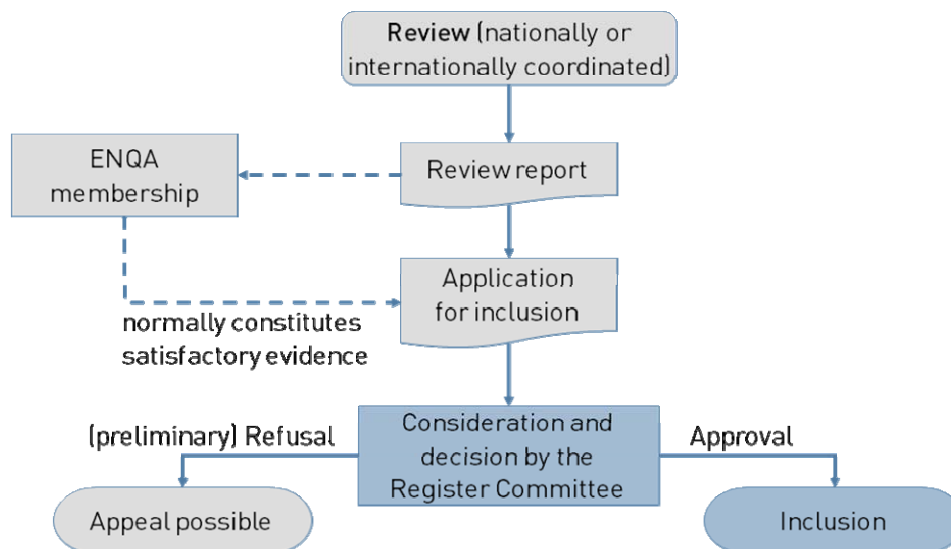 Review (nationally or
internationally coordinated)
ENQA
membership
Review report
Application
for inclusion
normally constitutes
satisfactory evidence
(preliminary) Refusal
Consideration and
decision by the
Register Committee
Approval
Appeal possible
Inclusion